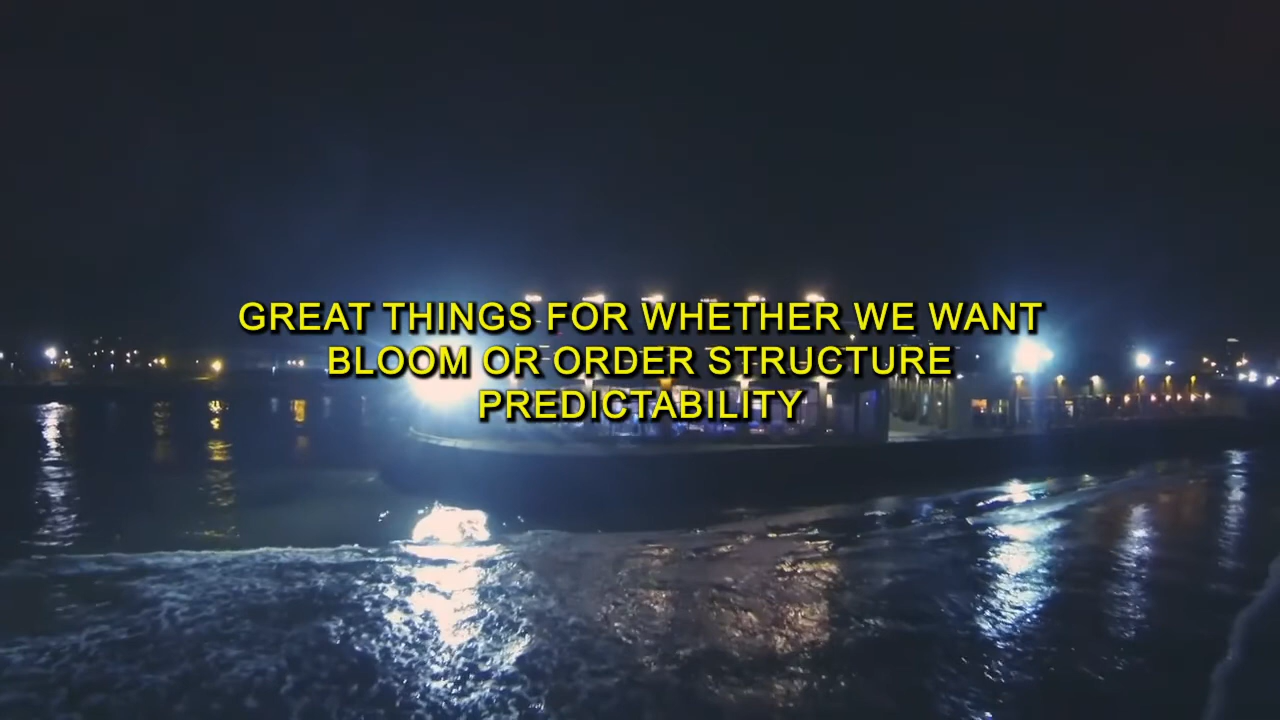 GREAT THINGS FOR WHETHER WE WANT
BLOOM OR ORDER STRUCTURE
PREDICTABILITY